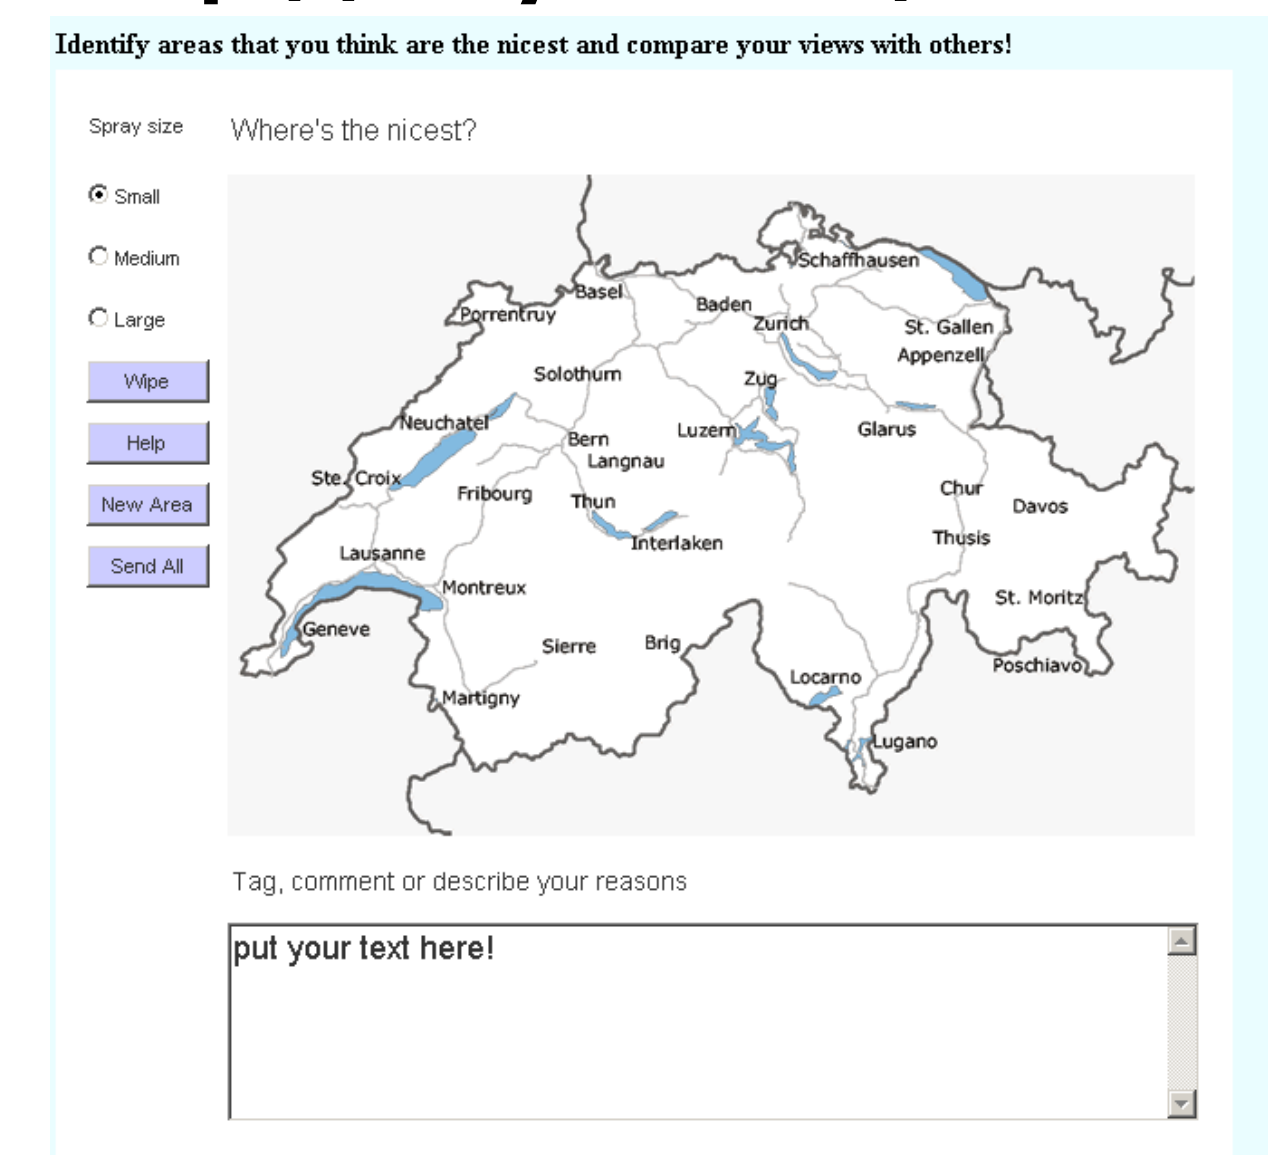 Identify areas that you think are the nicest and compare your views with others!
Spray size
Where's the nicest?
Small
Medium
Large
Wipe
Help
New Area
Send All
Schaffhausen
Basel
Baden
Porrentruy
Zurich
St. Gallen
Appenzell
Solothurn
Zug
Neuchatel
Luzern
Glarus
Bern
Langnau
Ste. Croix
Fribourg
Thun
Chur
Davos
Interlaken
Thusis
Lausanne
Montreux
St. Moritz
Geneve
Sierre
Brig
Poschiavo
Locarno
Martigny
Lugano
Tag, comment or describe your reasons
put your text here!